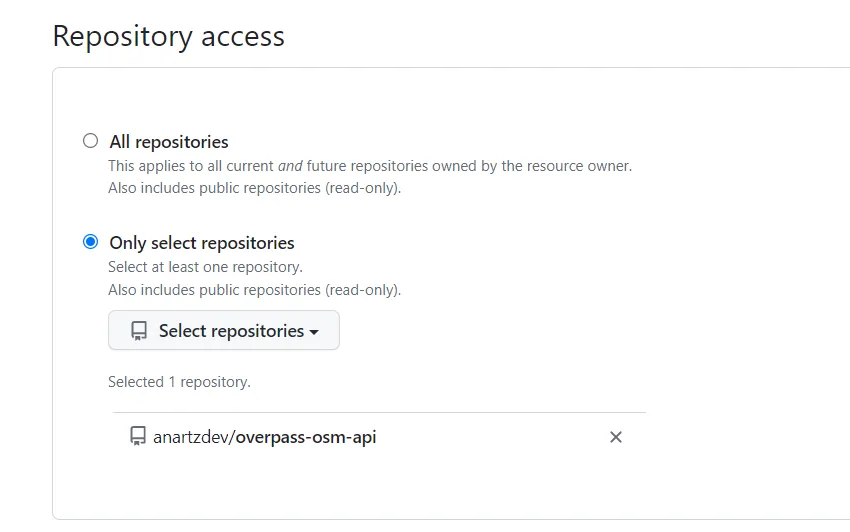 Repository access
All repositories
This applies to all current and future repositories owned by the resource owner.
Also includes public repositories (read-only).
Only select repositories
Select at least one repository.
Also includes public repositories (read-only).
Select repositories
Selected 1 repository.
anartzdev/overpass-osm-api